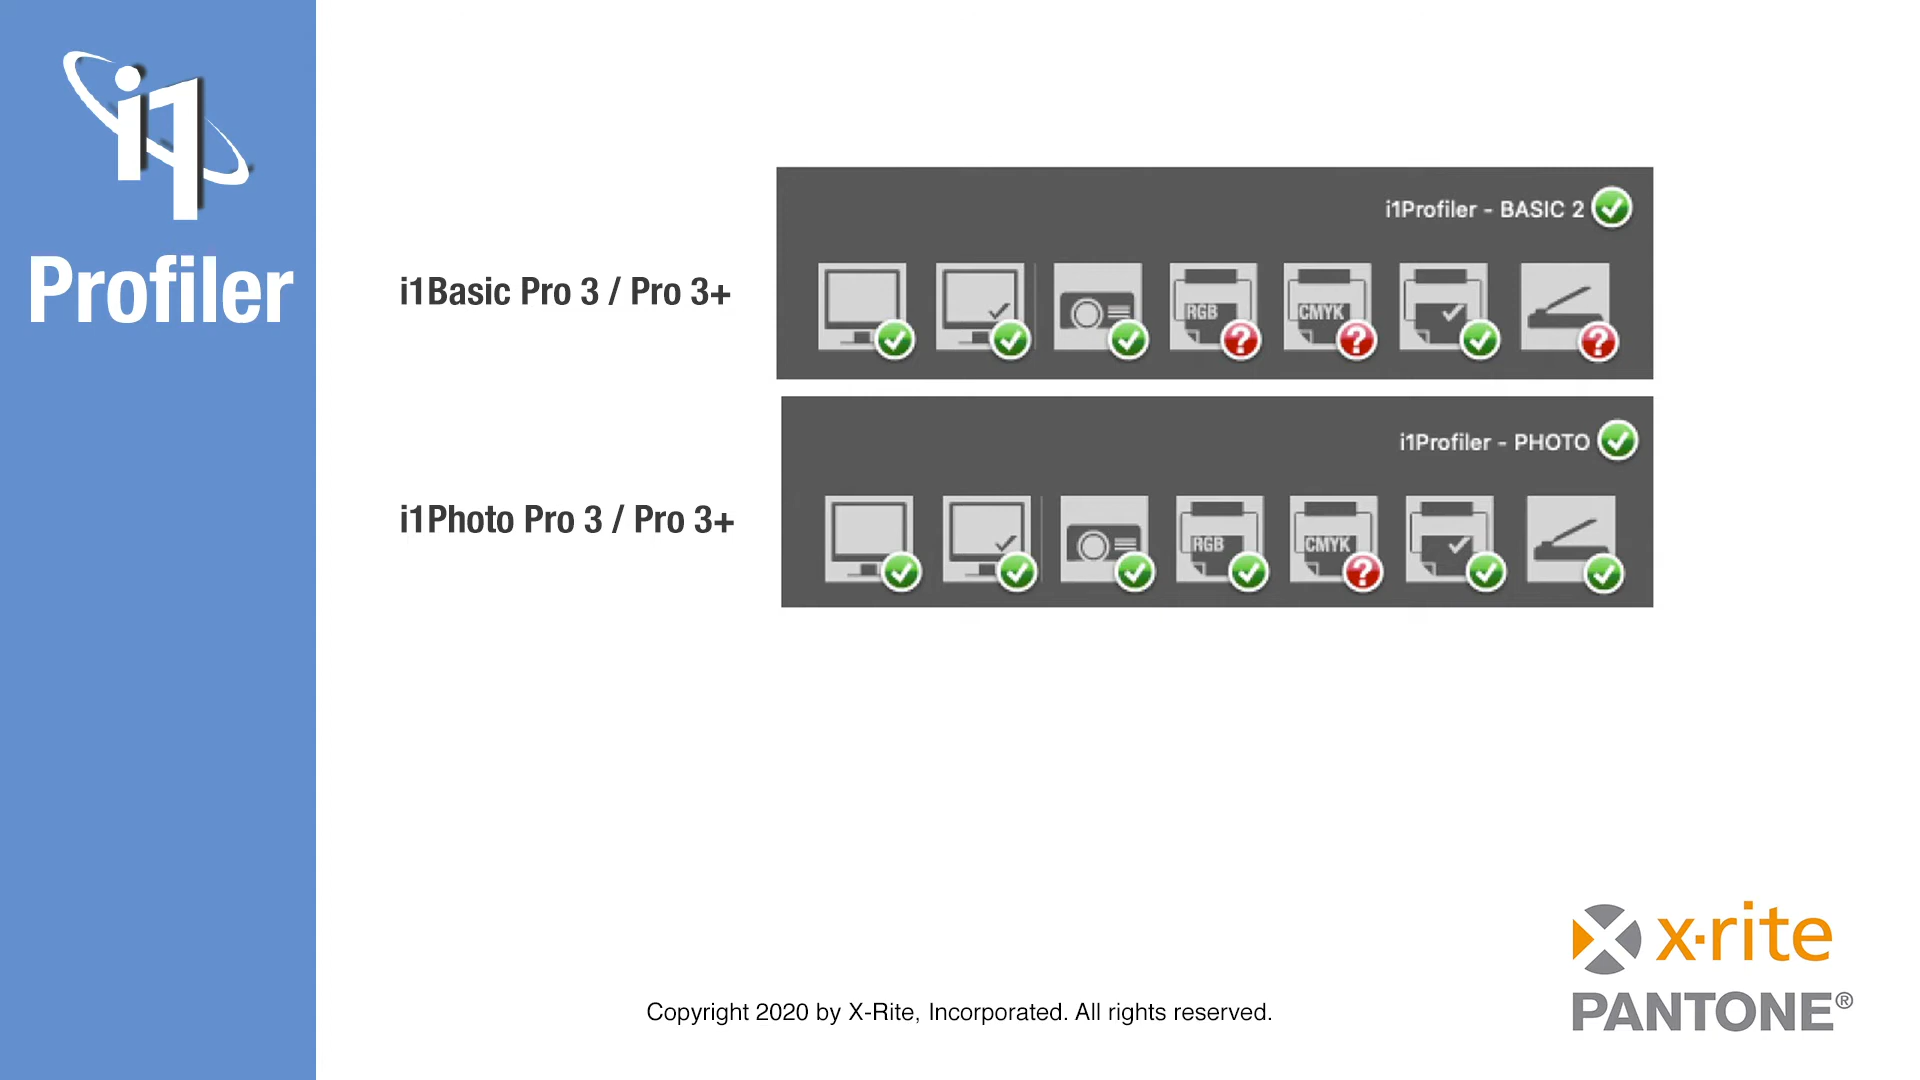 i1
Profiler
i1Profiler - BASIC 2
i1Basic Pro 3 / Pro 3+
RGB
CMYK
i1Profiler - PHOTO
i1Photo Pro 3 / Pro 3+
RGB
CMYK
x·rite
PANTONE®
Copyright 2020 by X-Rite, Incorporated. All rights reserved.